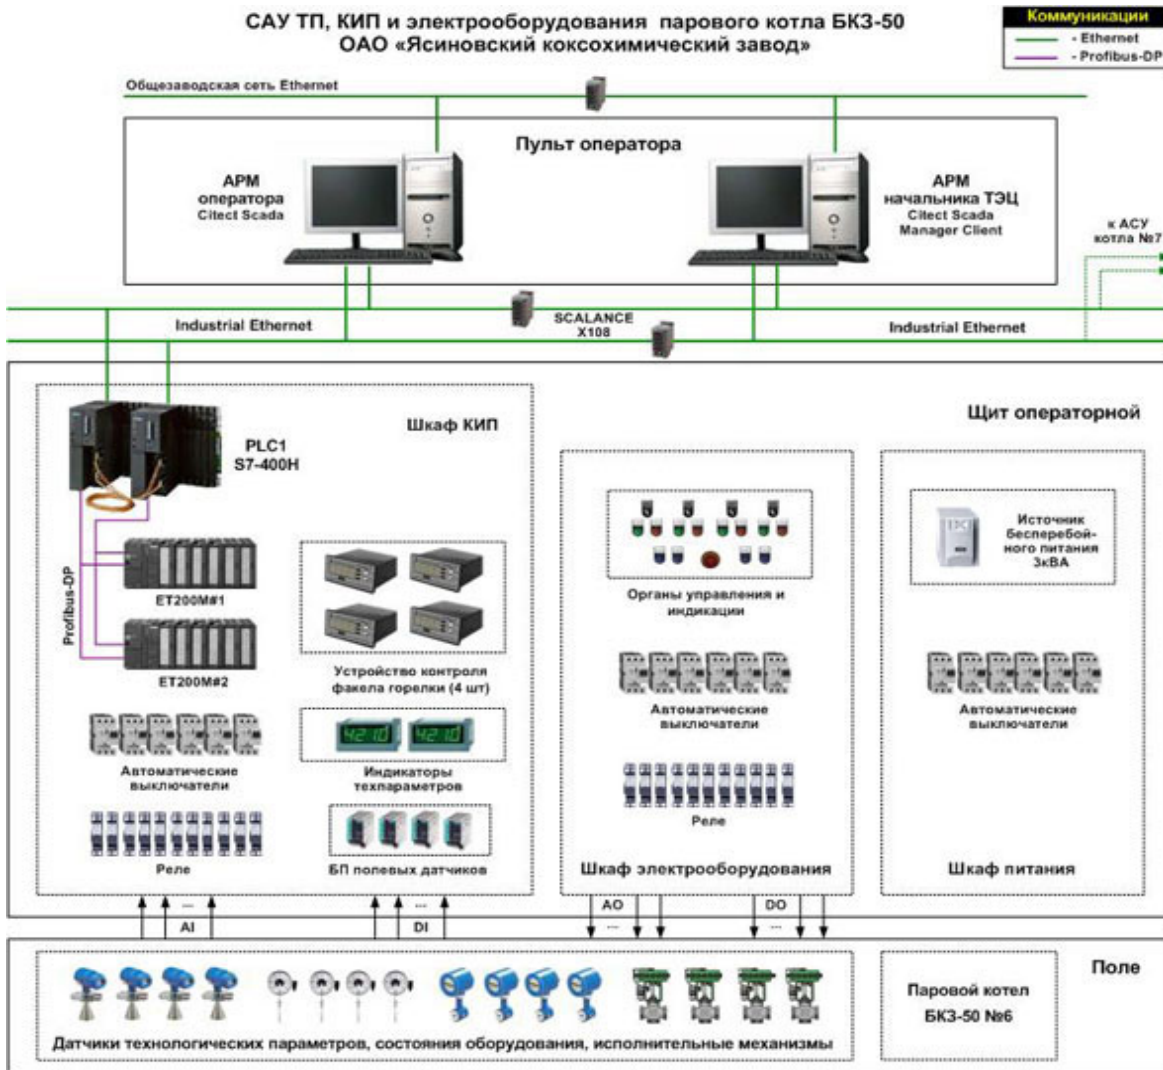 САУ ТП, КИП и электрооборудования парового котла БКЗ-50
ОАО «Ясиновский коксохимический завод»
Коммуникации
- Ethernet
- Profibus-DP
Общезаводская сеть Ethernet
Пульт оператора
АРМ
оператора
Citect Scada
АРМ
начальника ТЭЦ
Citect Scada
Manager Client
к АСУ
котла №7
Industrial Ethernet
SCALANCE
X108
Industrial Ethernet
Шкаф КИП
Щит операторной
PLC1
S7-400H
Profibus-DP
ET200M#1
ET200M#2
Устройство контроля
факела горелки (4 шт)
Автоматические
выключатели
4210
4210
Индикаторы
техпараметров
Реле
БП полевых датчиков
Органы управления и
индикации
Автоматические
выключатели
Реле
Шкаф электрооборудования
Источник
бесперебой-
ного питания
3кВА
Автоматические
выключатели
Шкаф питания
...
AI
...
DI
AO
...
DO
...
Поле
Датчики технологических параметров, состояния оборудования, исполнительные механизмы
Паровой котел
БКЗ-50 №6